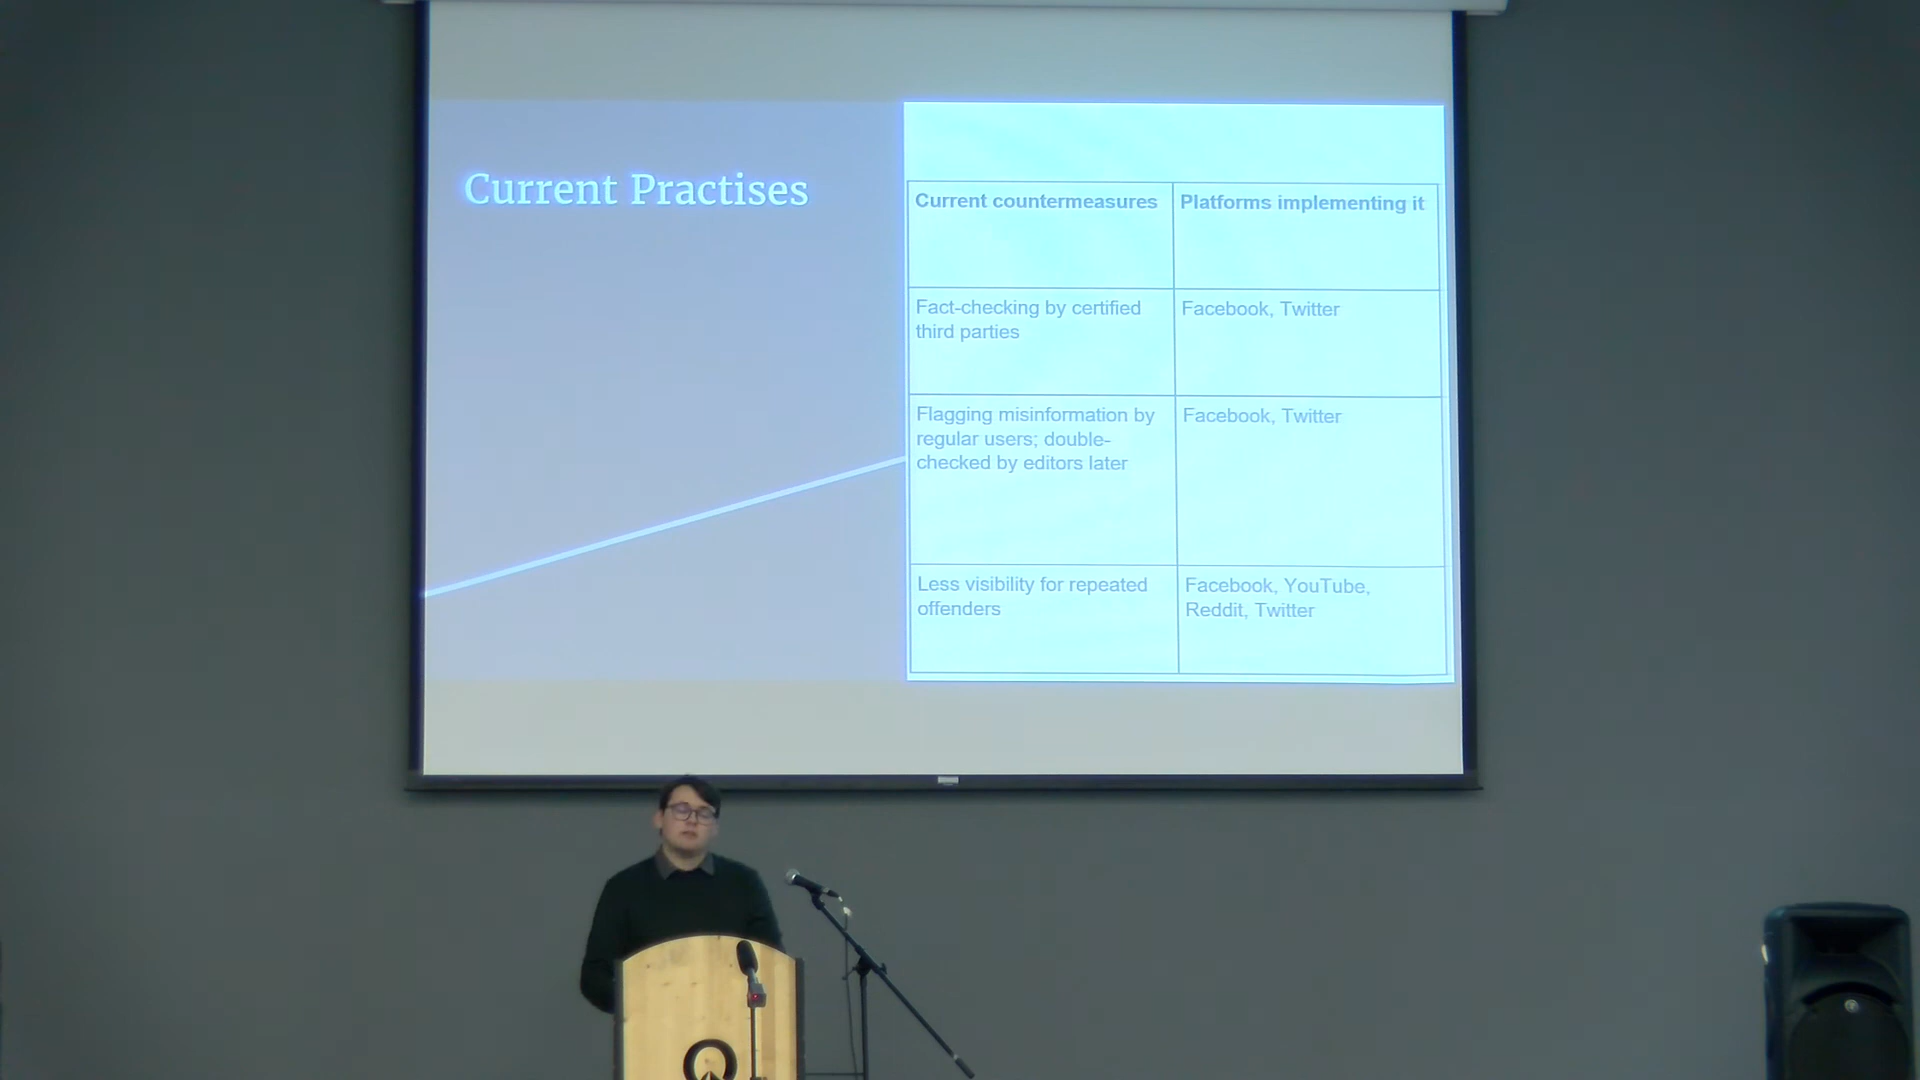 Current Practises
Current countermeasures
Platforms implementing it
Fact-checking by certified
third parties
Facebook, Twitter
Flagging misinformation by
regular users; double-
checked by editors later
Facebook, Twitter
Less visibility for repeated
offenders
Facebook, YouTube,
Reddit, Twitter